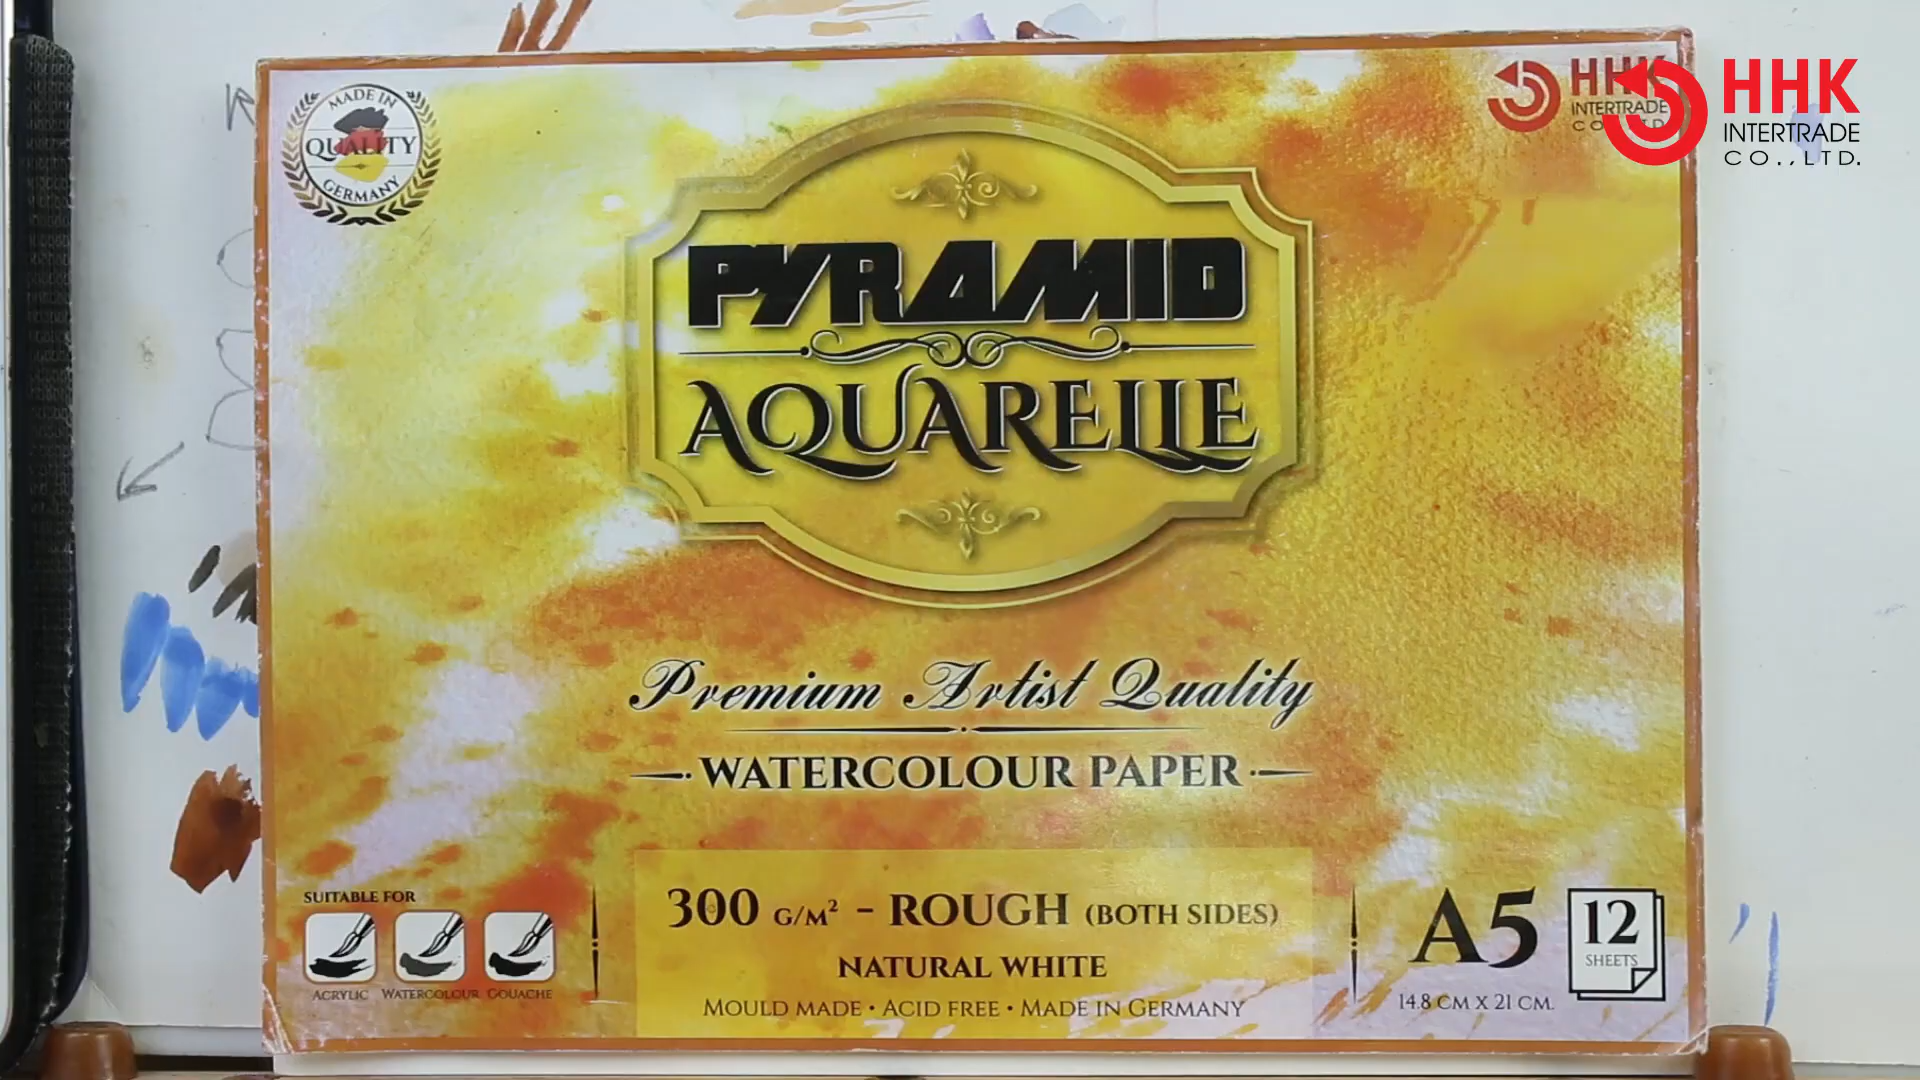 MADE IN
QUALITY
GERMANY
HHK
INTERTRADE
CO.,LTD.
HHK
INTERTRADE
CO.,LTD.
PYRAMID
AQUARELLE
Premium Artist Quality
WATERCOLOUR PAPER
SUITABLE FOR
ACRYLIC WATERCOLOUR GOUACHE
300 G/M² - ROUGH (BOTH SIDES)
NATURAL WHITE
MOULD MADE • ACID FREE • MADE IN GERMANY
A5
14.8 CM X 21 CM.
12
SHEETS